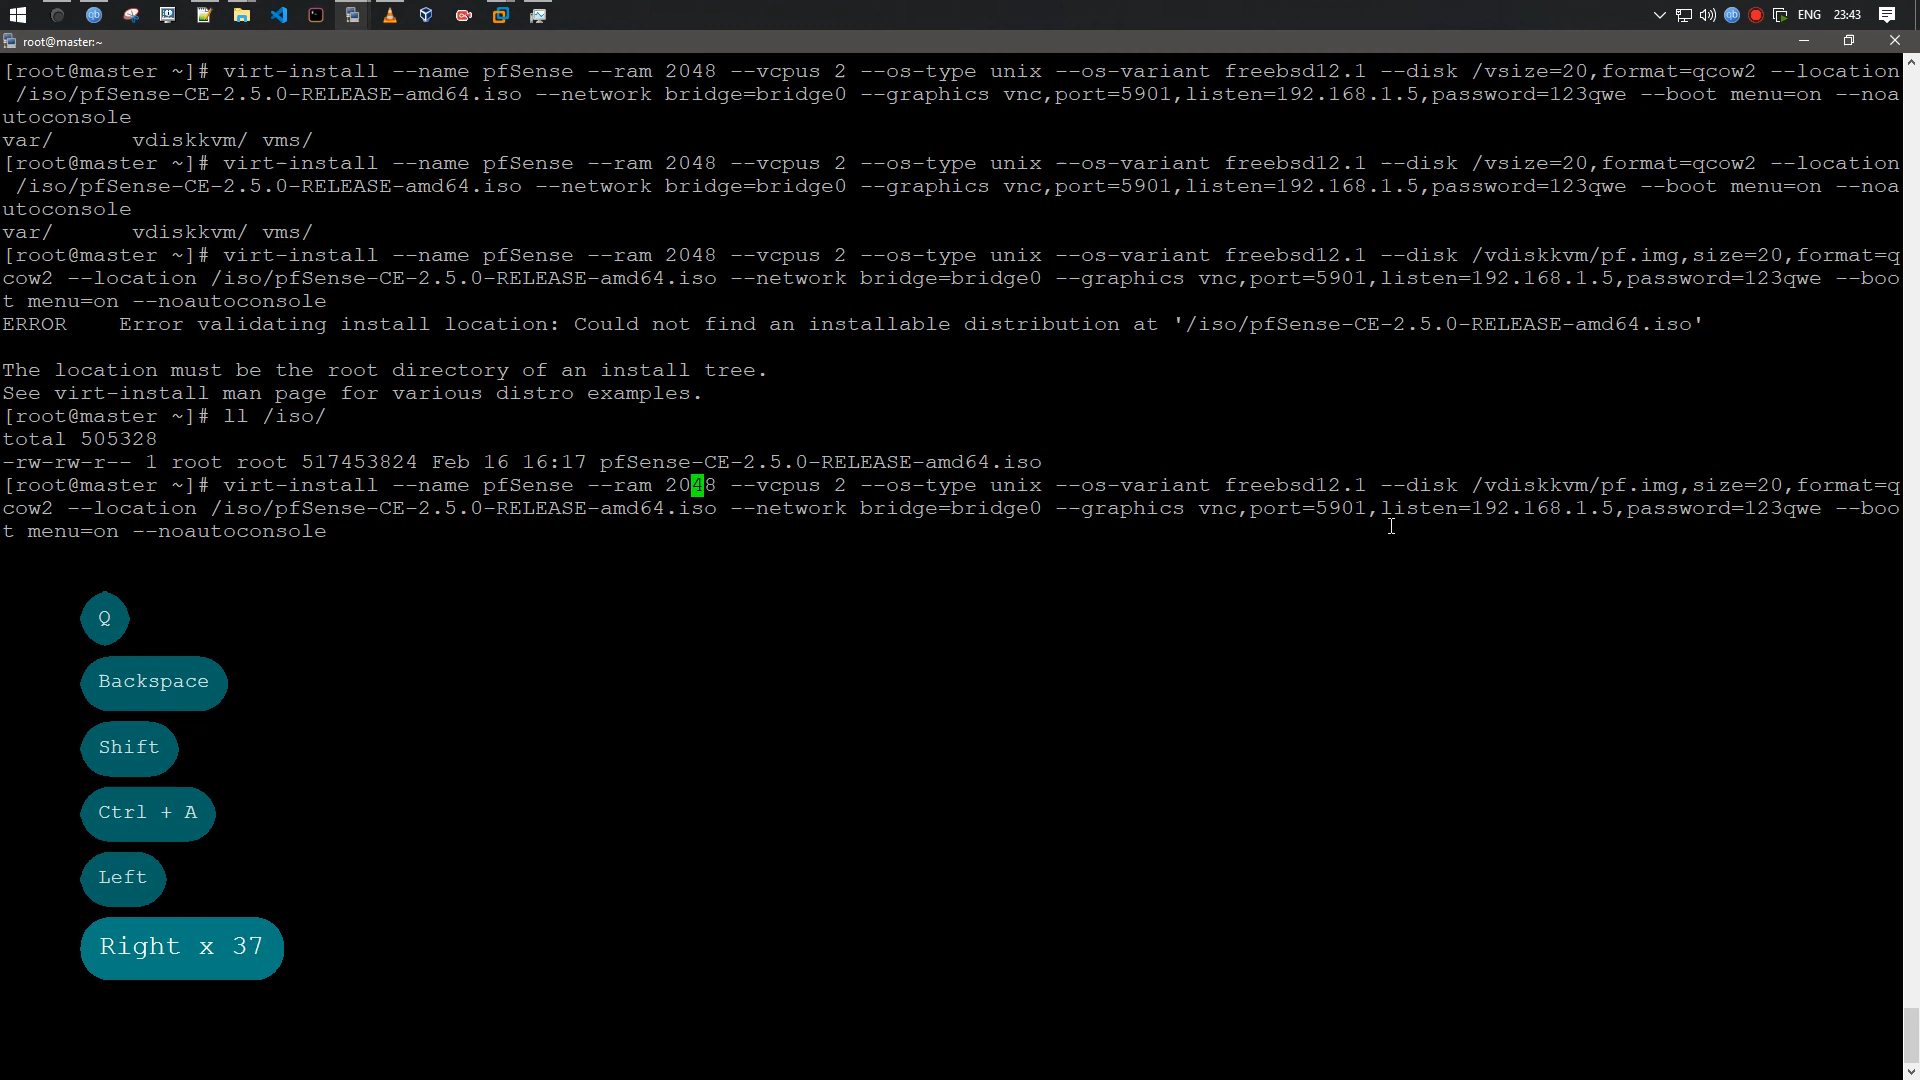 ENG 23:43
root@master:~
[root@master ~]# virt-install --name pfSense --ram 2048 --vcpus 2 --os-type unix --os-variant freebsd12.1 --disk /vsize=20,format=qcow2 --location
/iso/pfSense-CE-2.5.0-RELEASE-amd64.iso --network bridge=bridge0 --graphics vnc,port=5901,listen=192.168.1.5,password=123qwe --boot menu=on --noa
utoconsole
var/ vdiskkvm/ vms/
[root@master ~]# virt-install --name pfSense --ram 2048 --vcpus 2 --os-type unix --os-variant freebsd12.1 --disk /vsize=20,format=qcow2 --location
/iso/pfSense-CE-2.5.0-RELEASE-amd64.iso --network bridge=bridge0 --graphics vnc,port=5901,listen=192.168.1.5,password=123qwe --boot menu=on --noa
utoconsole
var/ vdiskkvm/ vms/
[root@master ~]# virt-install --name pfSense --ram 2048 --vcpus 2 --os-type unix --os-variant freebsd12.1 --disk /vdiskkvm/pf.img,size=20,format=q
cow2 --location /iso/pfSense-CE-2.5.0-RELEASE-amd64.iso --network bridge=bridge0 --graphics vnc,port=5901,listen=192.168.1.5,password=123qwe --boo
t menu=on --noautoconsole
ERROR Error validating install location: Could not find an installable distribution at '/iso/pfSense-CE-2.5.0-RELEASE-amd64.iso'
The location must be the root directory of an install tree.
See virt-install man page for various distro examples.
[root@master ~]# ll /iso/
total 505328
-rw-rw-r-- 1 root root 517453824 Feb 16 16:17 pfSense-CE-2.5.0-RELEASE-amd64.iso
[root@master ~]# virt-install --name pfSense --ram 2048 --vcpus 2 --os-type unix --os-variant freebsd12.1 --disk /vdiskkvm/pf.img,size=20,format=q
cow2 --location /iso/pfSense-CE-2.5.0-RELEASE-amd64.iso --network bridge=bridge0 --graphics vnc,port=5901,listen=192.168.1.5,password=123qwe --boo
t menu=on --noautoconsole
Q
Backspace
Shift
Ctrl + A
Left
Right x 37